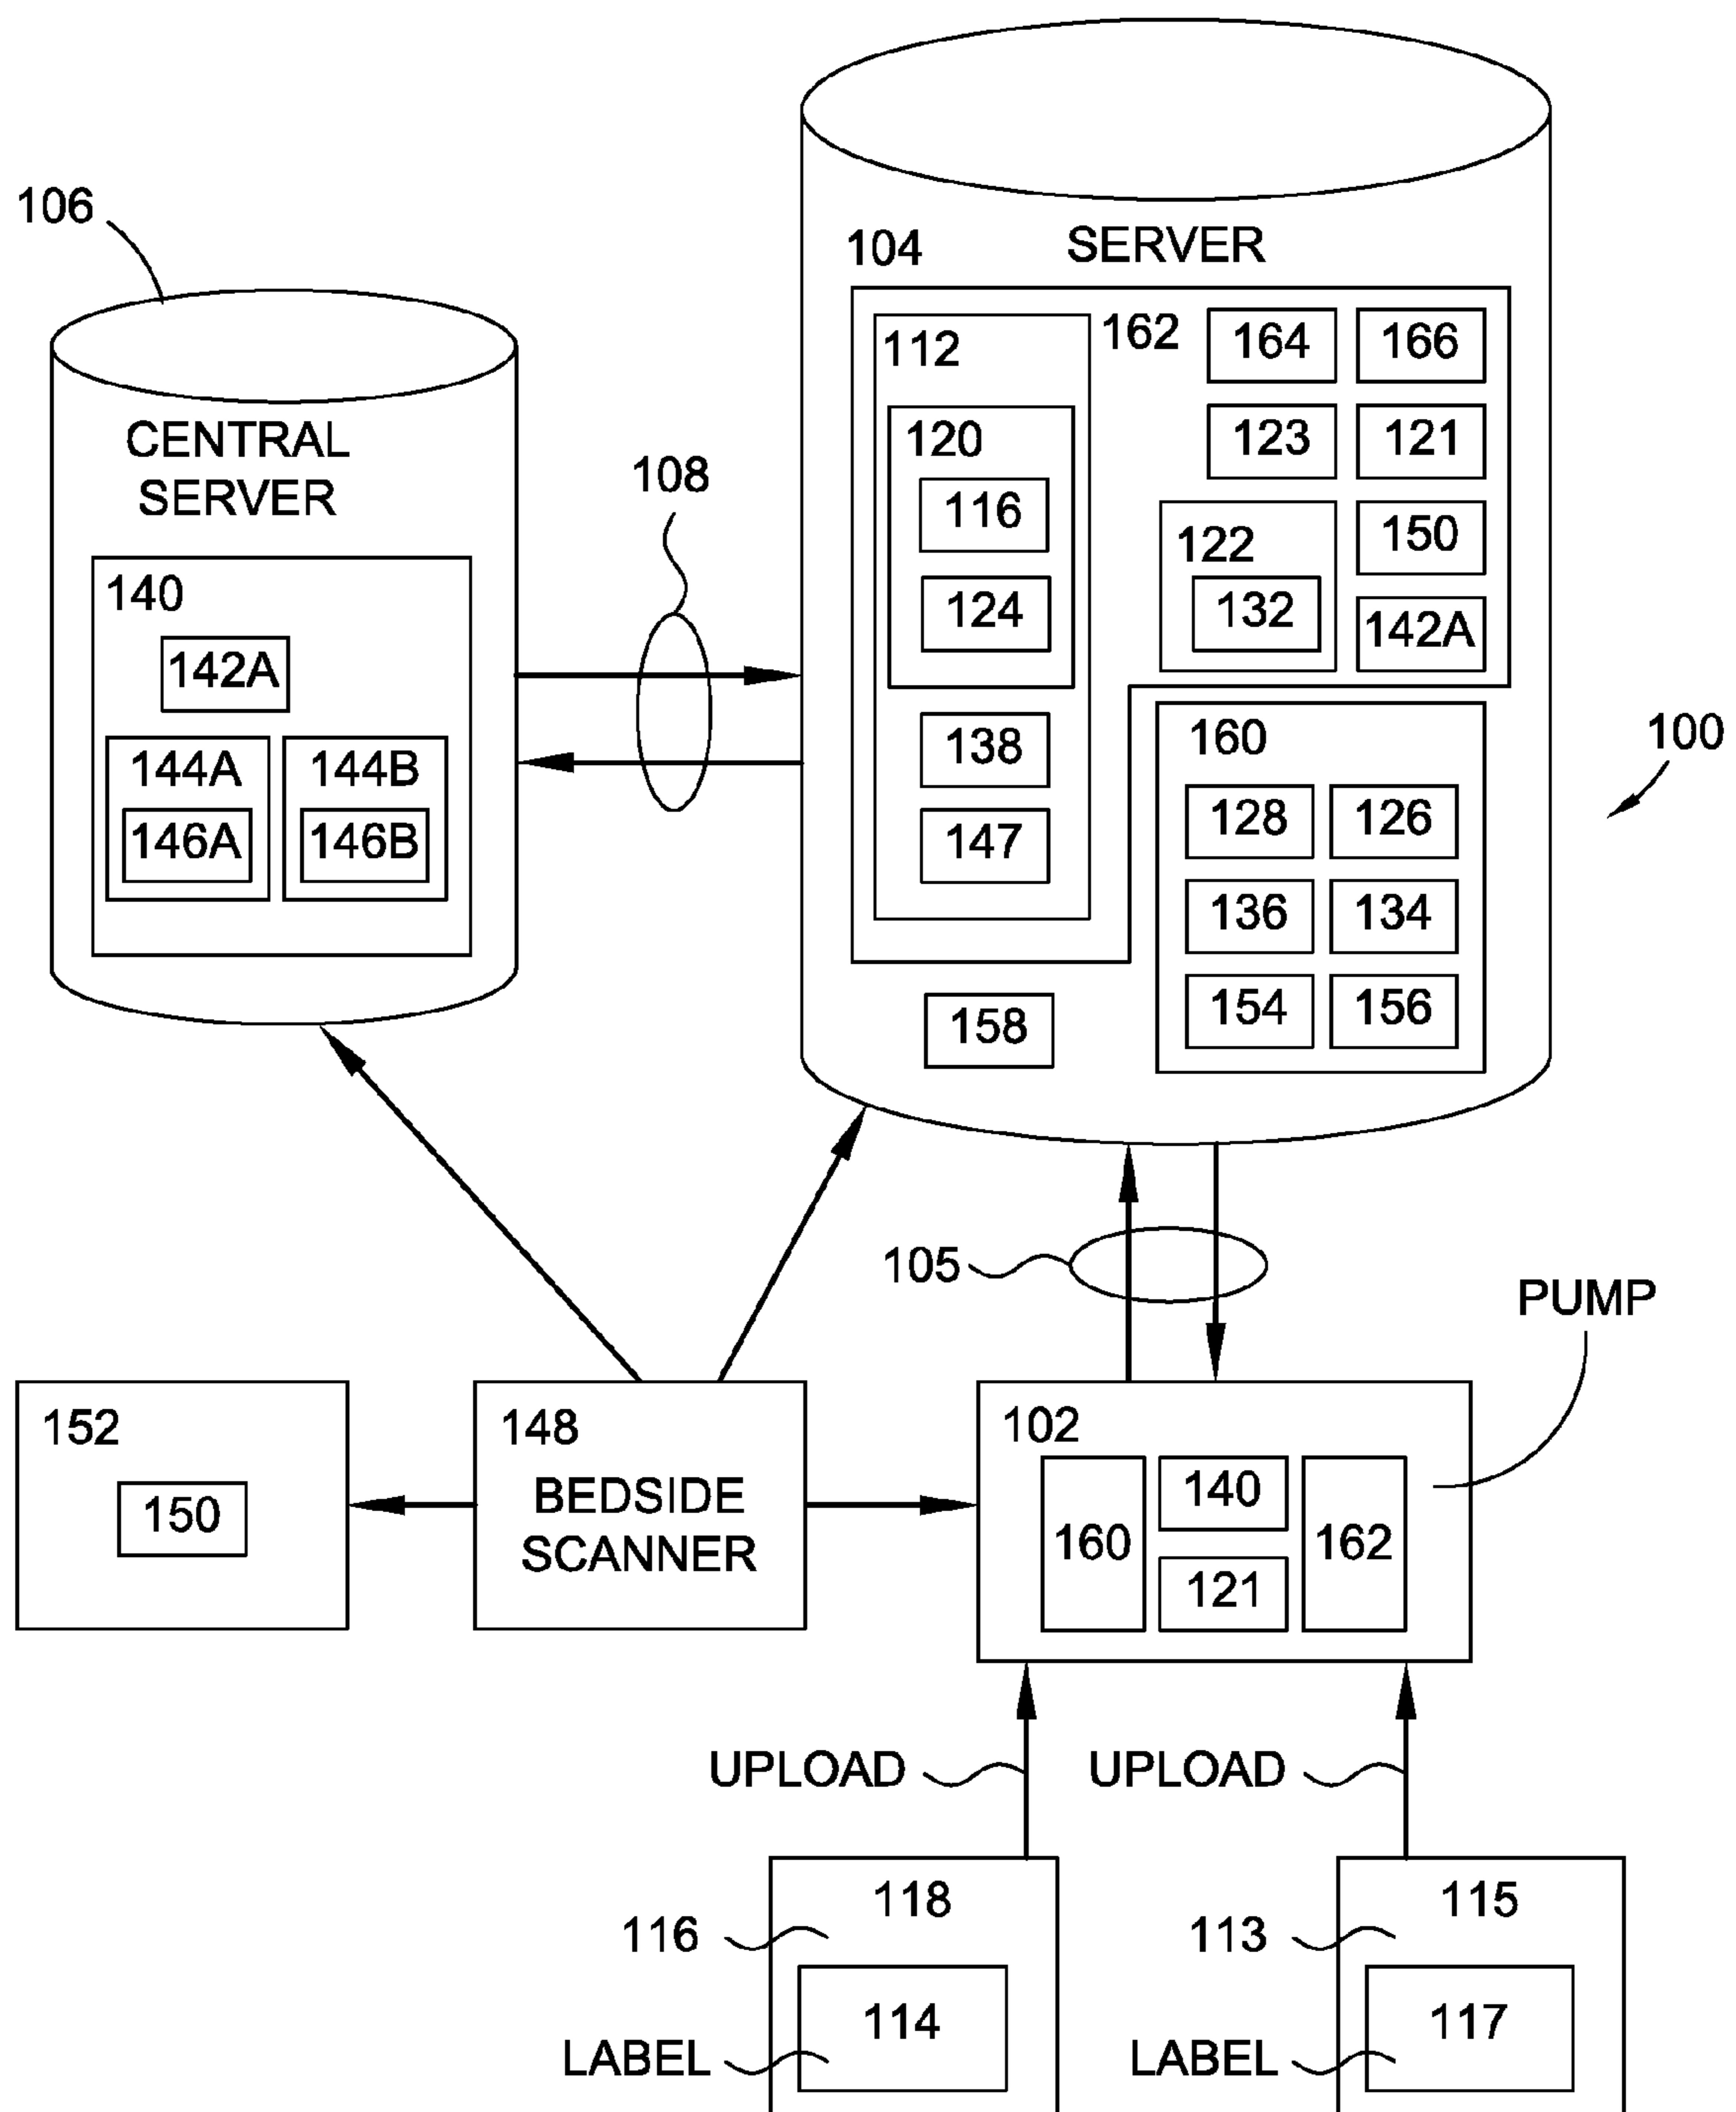 106
CENTRAL
SERVER
140
142A
144A
144B
146A
146B
108
104
SERVER
112
162
164
166
120
123
121
116
122
150
124
132
142A
138
147
160
128
126
136
134
154
156
158
100
105
PUMP
152
150
148
BEDSIDE
SCANNER
102
160
140
121
162
UPLOAD
UPLOAD
118
116
114
LABEL
115
113
117
LABEL